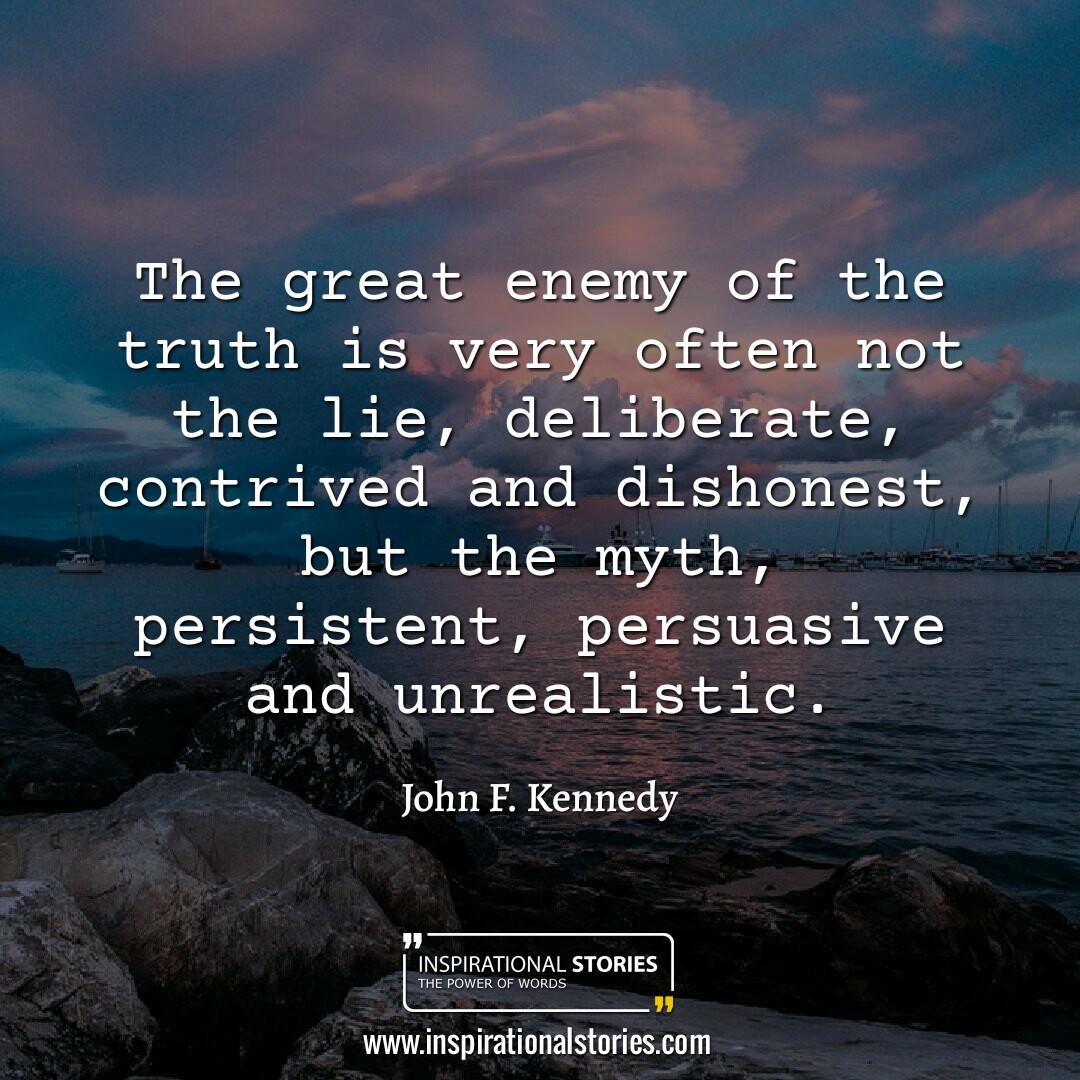 The great enemy of the
truth is very often not
the lie, deliberate,
contrived and dishonest,
but the myth,
persistent, persuasive
and unrealistic.
John F. Kennedy
" INSPIRATIONAL STORIES
THE POWER OF WORDS "
www.inspirationalstories.com